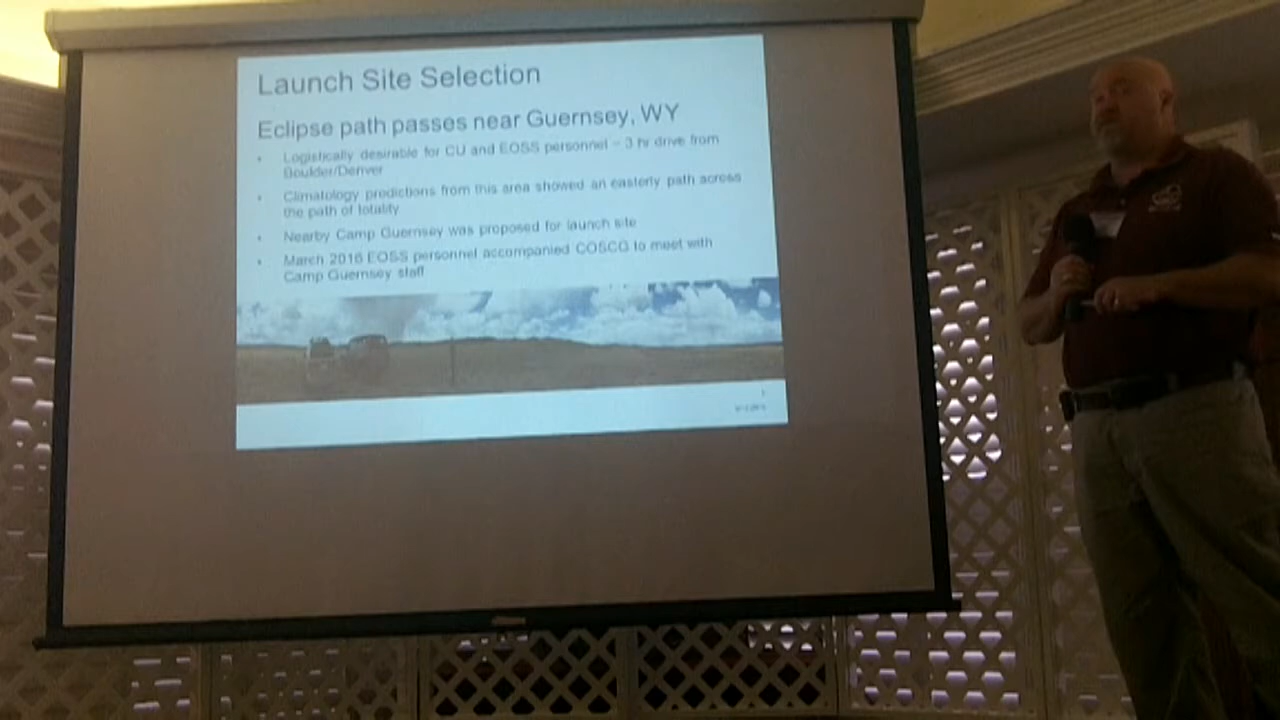 Launch Site Selection
Eclipse path passes near Guernsey, WY
Logistically desirable for CU and EOSS personnel ~ 3 hr drive from
Boulder/Denver
Climatology predictions from this area showed an easterly path across
the path of totality
Nearby Camp Guernsey was proposed for launch site
March 2016 EOSS personnel accompanied COSCG to meet with
Camp Guernsey staff